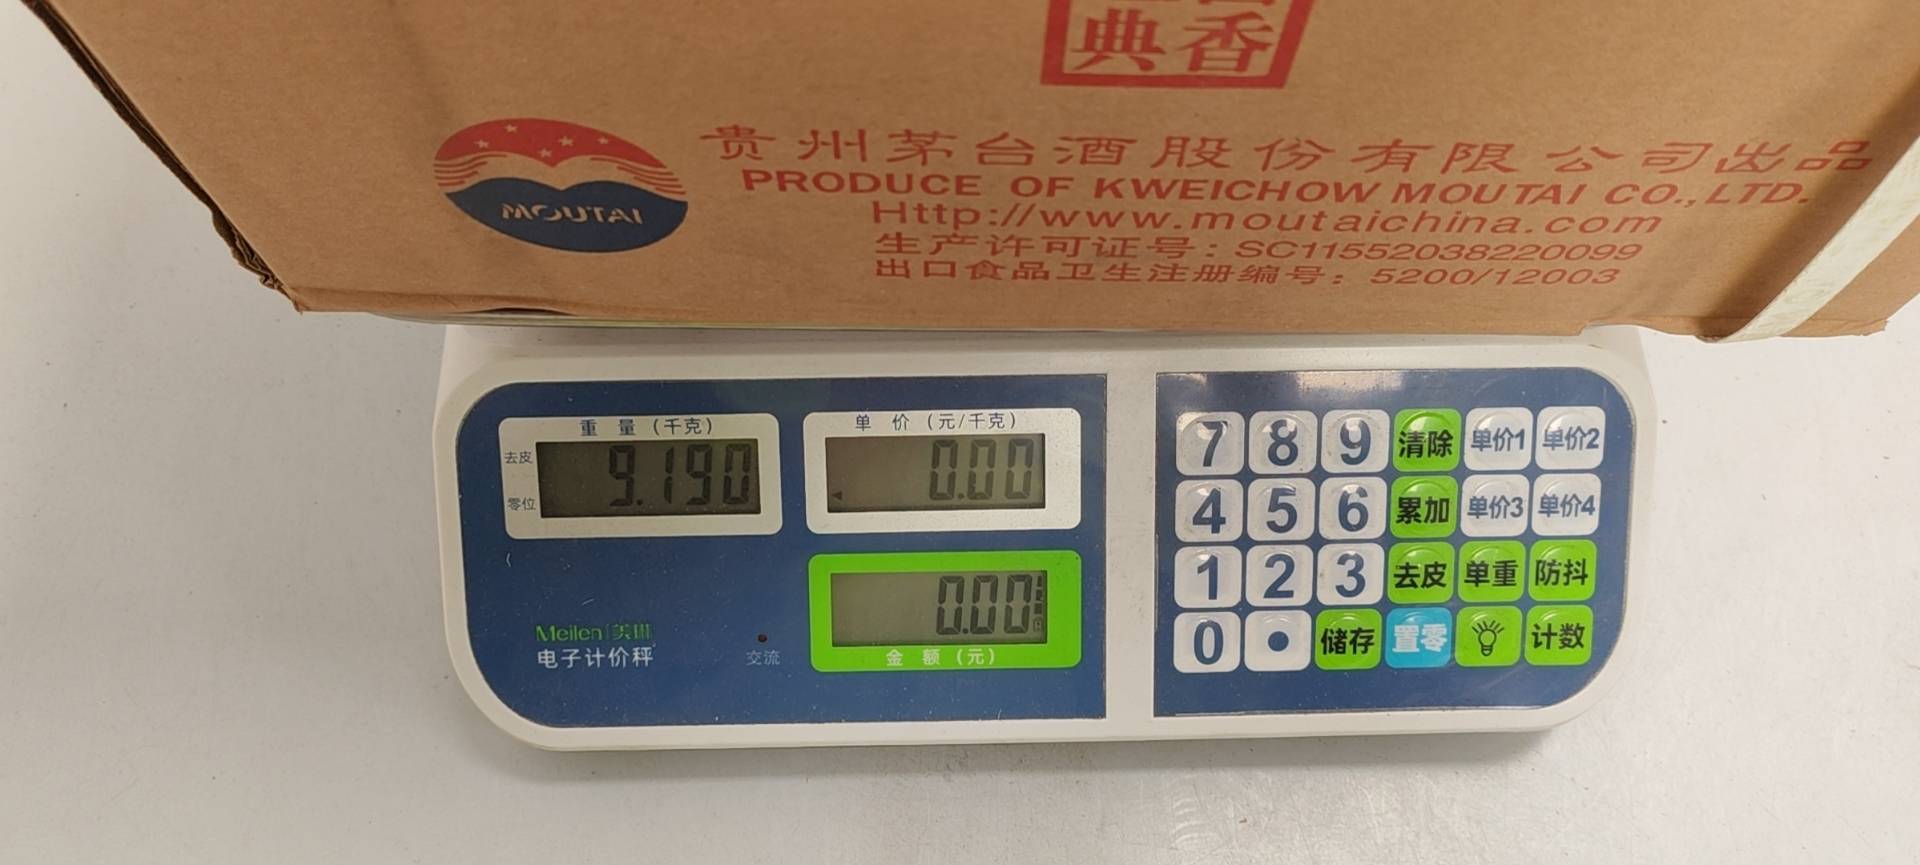 典香
MOUTAI
贵州茅台酒股份有限公司出品
PRODUCE OF KWEICHOW MOUTAI CO.,LTD.
Http://www.moutaichina.com
生产许可证号：SC11552038220099
出口食品卫生注册编号：5200/12003
重 量（千克）
去皮
零位
9.190
单 价（元/千克）
0.00
0.00
金 额（元）
Meilen 美琳
电子计价秤
交流
7 8 9 清除 单价1 单价2
4 5 6 累加 单价3 单价4
1 2 3 去皮 单重 防抖
0 • 储存 置零 计数